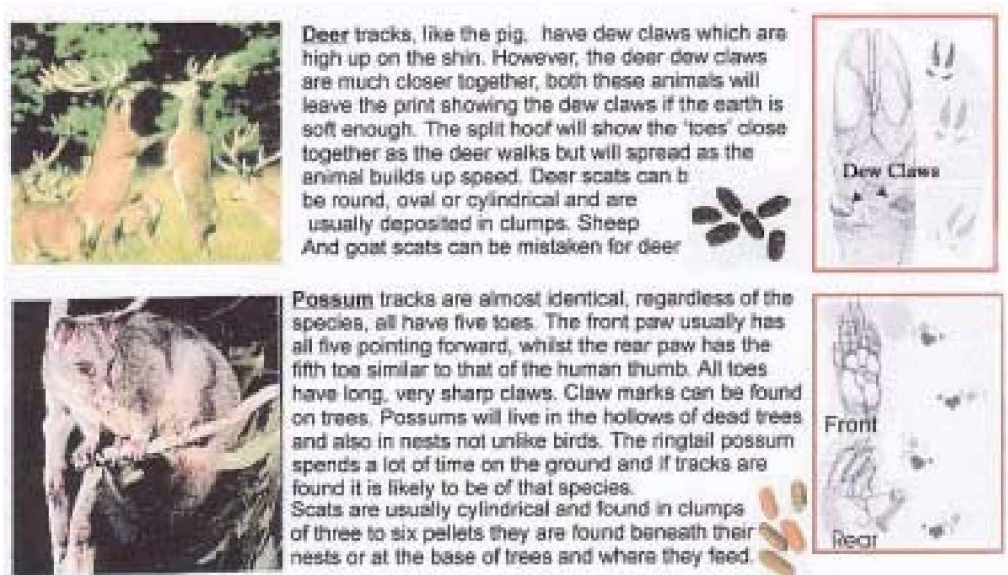 Deer tracks, like the pig, have dew claws which are
high up on the shin. However, the deer dew claws
are much closer together, both these animals will
leave the print showing the dew claws if the earth is
soft enough. The split hoof will show the 'toes' close
together as the deer walks but will spread as the
animal builds up speed. Deer scats can b
be round, oval or cylindrical and are
usually deposited in clumps. Sheep
And goat scats can be mistaken for deer
Dew Claws
Possum tracks are almost identical, regardless of the
species, all have five toes. The front paw usually has
all five pointing forward, whilst the rear paw has the
fifth toe similar to that of the human thumb. All toes
have long, very sharp claws. Claw marks can be found
on trees. Possums will live in the hollows of dead trees
and also in nests not unlike birds. The ringtail possum
spends a lot of time on the ground and if tracks are
found it is likely to be of that species.
Scats are usually cylindrical and found in clumps
of three to six pellets they are found beneath their
nests or at the base of trees and where they feed.
Front
Rear